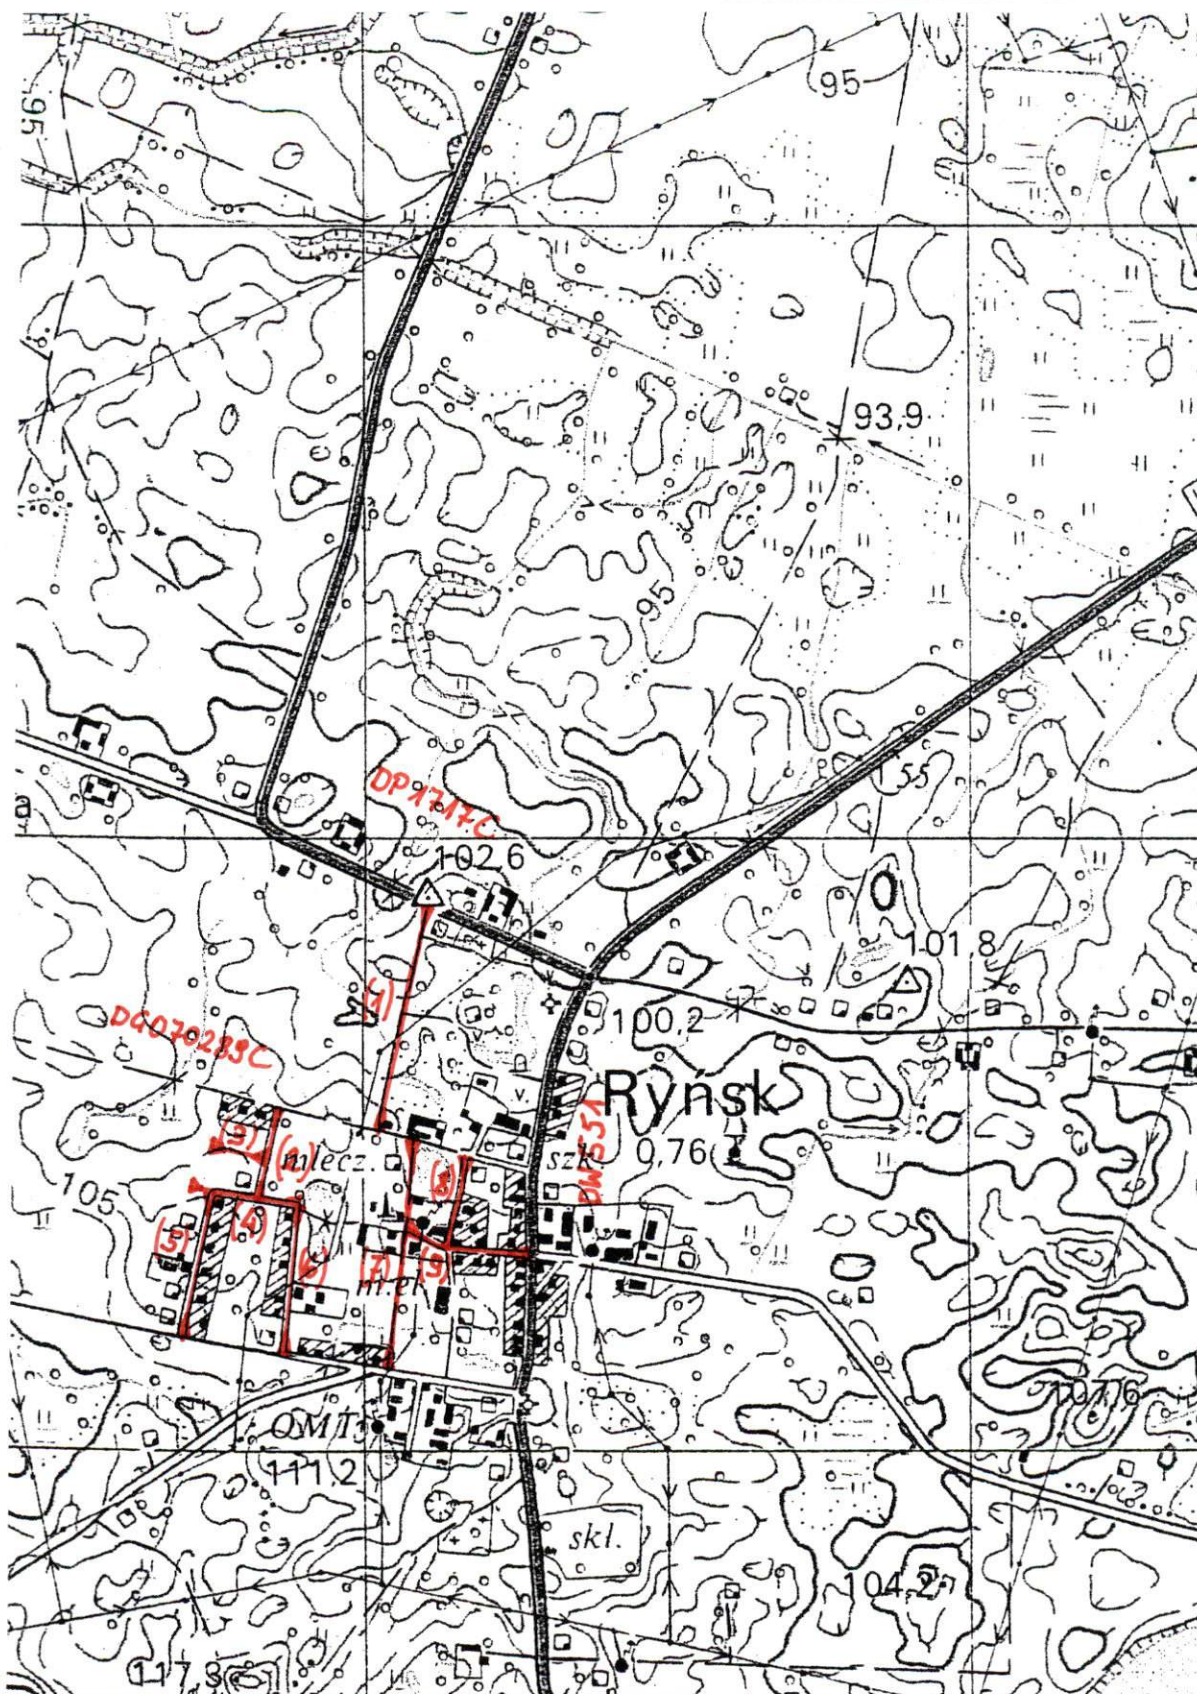 95
95
93,9
95
55
DP1717C
102,6
101,8
(1)
100,2
DG070289C
Ryńsk
DW551
0,76
szk.
(3)
(2)
mlecz.
(8)
105
(5)
(4)
(6)
(7)
(9)
107,6
OMT
111,2
skl.
104,2
117,3